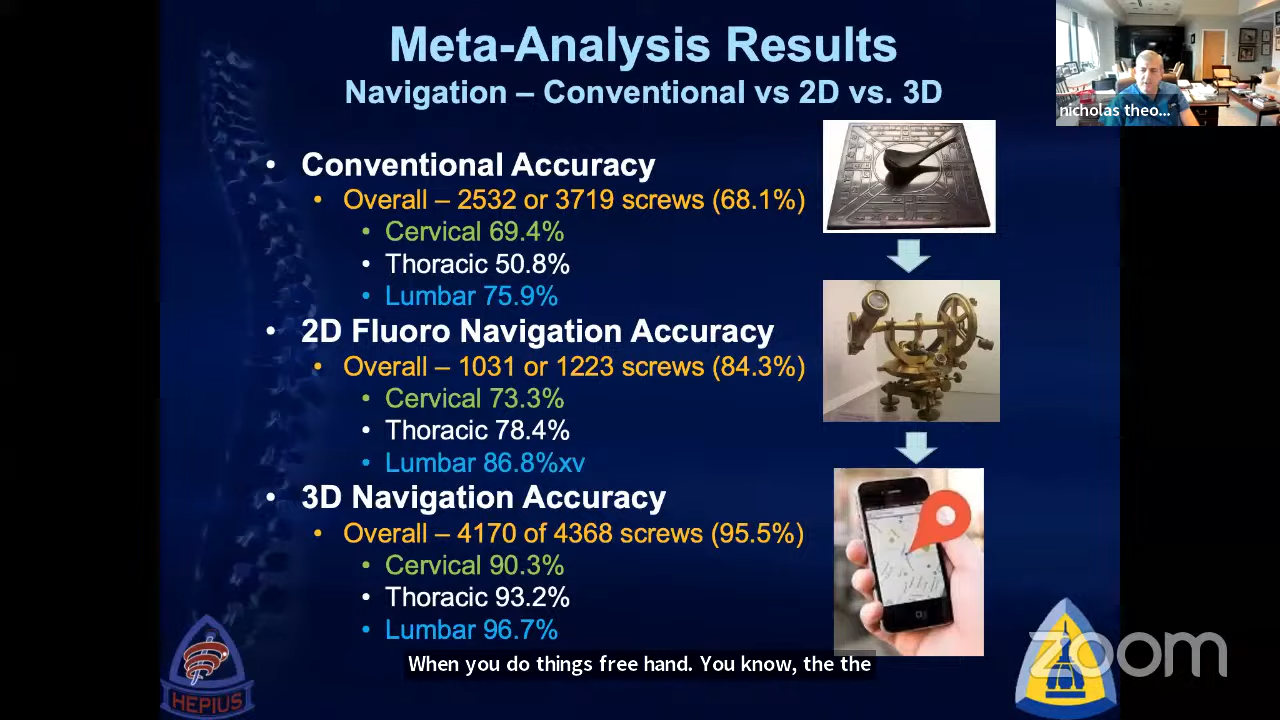 Meta-Analysis Results
Navigation – Conventional vs 2D vs. 3D
nicholas theo...
• Conventional Accuracy
• Overall – 2532 or 3719 screws (68.1%)
• Cervical 69.4%
• Thoracic 50.8%
• Lumbar 75.9%
• 2D Fluoro Navigation Accuracy
• Overall – 1031 or 1223 screws (84.3%)
• Cervical 73.3%
• Thoracic 78.4%
• Lumbar 86.8%xv
• 3D Navigation Accuracy
• Overall – 4170 of 4368 screws (95.5%)
• Cervical 90.3%
• Thoracic 93.2%
• Lumbar 96.7%
When you do things free hand. You know, the the
HEPIUS
zoom